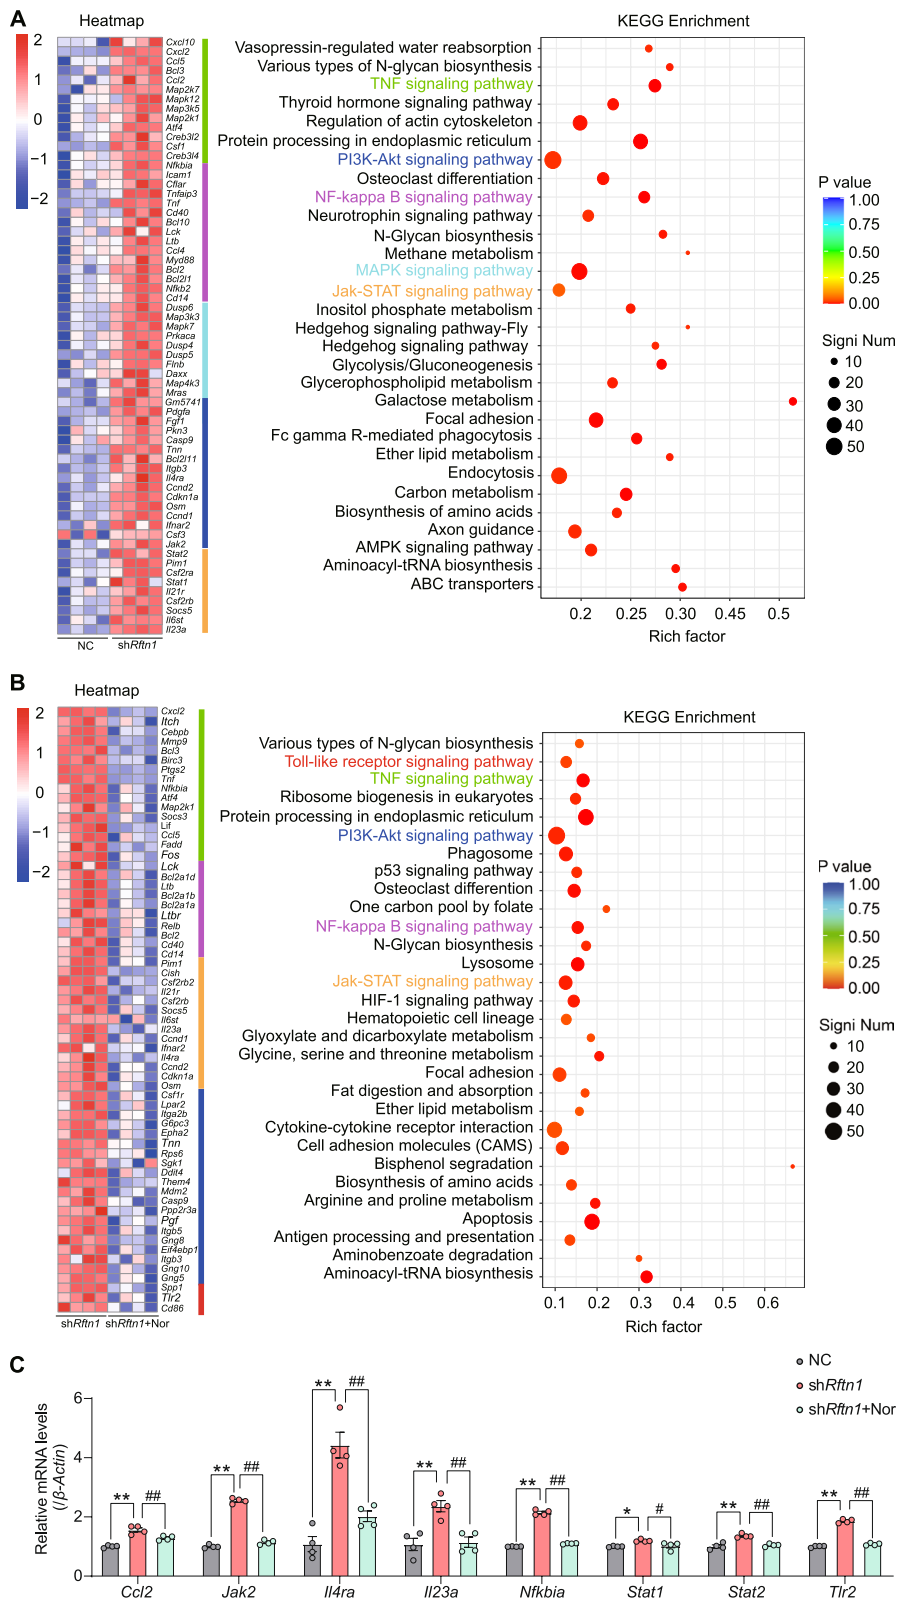 A
Heatmap
KEGG Enrichment
2
1
0
−1
−2
Cxcl10
Cxcl2
Ccl5
Bcl3
Ccl2
Map2k7
Mapk12
Map3k5
Map2k1
Atf4
Creb3l2
Csf1
Creb3l4
Nfkbia
Icam1
Cflar
Tnfaip3
Tnf
Cd40
Bcl10
Lck
Ltb
Ccl4
Myd88
Bcl2
Bcl2l1
Nfkb2
Cd14
Dusp6
Map3k3
Mapk7
Prkaca
Dusp4
Dusp5
Flnb
Daxx
Map4k3
Mras
Gm5741
Pdgfa
Fgf1
Pkn3
Casp9
Tnn
Bcl2l11
Itgb3
Il4ra
Ccnd2
Cdkn1a
Osm
Ccnd1
Ifnar2
Csf3
Jak2
Stat2
Pim1
Csf2ra
Stat1
Il21r
Csf2rb
Socs5
Il6st
Il23a
NC
shRftn1
Vasopressin-regulated water reabsorption
Various types of N-glycan biosynthesis
TNF signaling pathway
Thyroid hormone signaling pathway
Regulation of actin cytoskeleton
Protein processing in endoplasmic reticulum
PI3K-Akt signaling pathway
Osteoclast differentiation
NF-kappa B signaling pathway
Neurotrophin signaling pathway
N-Glycan biosynthesis
Methane metabolism
MAPK signaling pathway
Jak-STAT signaling pathway
Inositol phosphate metabolism
Hedgehog signaling pathway-Fly
Hedgehog signaling pathway
Glycolysis/Gluconeogenesis
Glycerophospholipid metabolism
Galactose metabolism
Focal adhesion
Fc gamma R-mediated phagocytosis
Ether lipid metabolism
Endocytosis
Carbon metabolism
Biosynthesis of amino acids
Axon guidance
AMPK signaling pathway
Aminoacyl-tRNA biosynthesis
ABC transporters
0.2 0.25 0.30 0.45 0.5
Rich factor
P value
1.00
0.75
0.50
0.25
0.00
Signi Num
10
20
30
40
50
B
Heatmap
KEGG Enrichment
2
1
0
−1
−2
Cxcl2
Itch
Cebpb
Mmp9
Bcl3
Birc3
Ptgs2
Tnf
Nfkbia
Atf4
Map2k1
Socs3
Lif
Ccl5
Fadd
Fos
Lck
Bcl2a1d
Ltb
Bcl2a1b
Bcl2a1a
Ltbr
Relb
Bcl2
Cd40
Cd14
Pim1
Cish
Csf2rb2
Il21r
Csf2rb
Socs5
Il6st
Il23a
Ccnd1
Ifnar2
Il4ra
Ccnd2
Cdkn1a
Osm
Csf1r
Lpar2
Itga2b
G6pc3
Epha2
Tnn
Rps6
Sgk1
Ddit4
Them4
Mdm2
Casp9
Ppp2r3a
Pgf
Itgb5
Gng8
Eif4ebp1
Itgb3
Gng10
Gng5
Spp1
Tlr2
Cd86
shRftn1 shRftn1+Nor
Various types of N-glycan biosynthesis
Toll-like receptor signaling pathway
TNF signaling pathway
Ribosome biogenesis in eukaryotes
Protein processing in endoplasmic reticulum
PI3K-Akt signaling pathway
Phagosome
p53 signaling pathway
Osteoclast differention
One carbon pool by folate
NF-kappa B signaling pathway
N-Glycan biosynthesis
Lysosome
Jak-STAT signaling pathway
HIF-1 signaling pathway
Hematopoietic cell lineage
Glyoxylate and dicarboxylate metabolism
Glycine, serine and threonine metabolism
Focal adhesion
Fat digestion and absorption
Ether lipid metabolism
Cytokine-cytokine receptor interaction
Cell adhesion molecules (CAMS)
Bisphenol segradation
Biosynthesis of amino acids
Arginine and proline metabolism
Apoptosis
Antigen processing and presentation
Aminobenzoate degradation
Aminoacyl-tRNA biosynthesis
0.1 0.2 0.3 0.4 0.5 0.6
Rich factor
P value
1.00
0.75
0.50
0.25
0.00
Signi Num
10
20
30
40
50
C
NC
shRftn1
shRftn1+Nor
Relative mRNA levels
(/β-Actin)
6
4
2
0
** ## ** ## ** ## ** ## ** ## * # ** ## ** ##
Ccl2 Jak2 Il4ra Il23a Nfkbia Stat1 Stat2 Tlr2